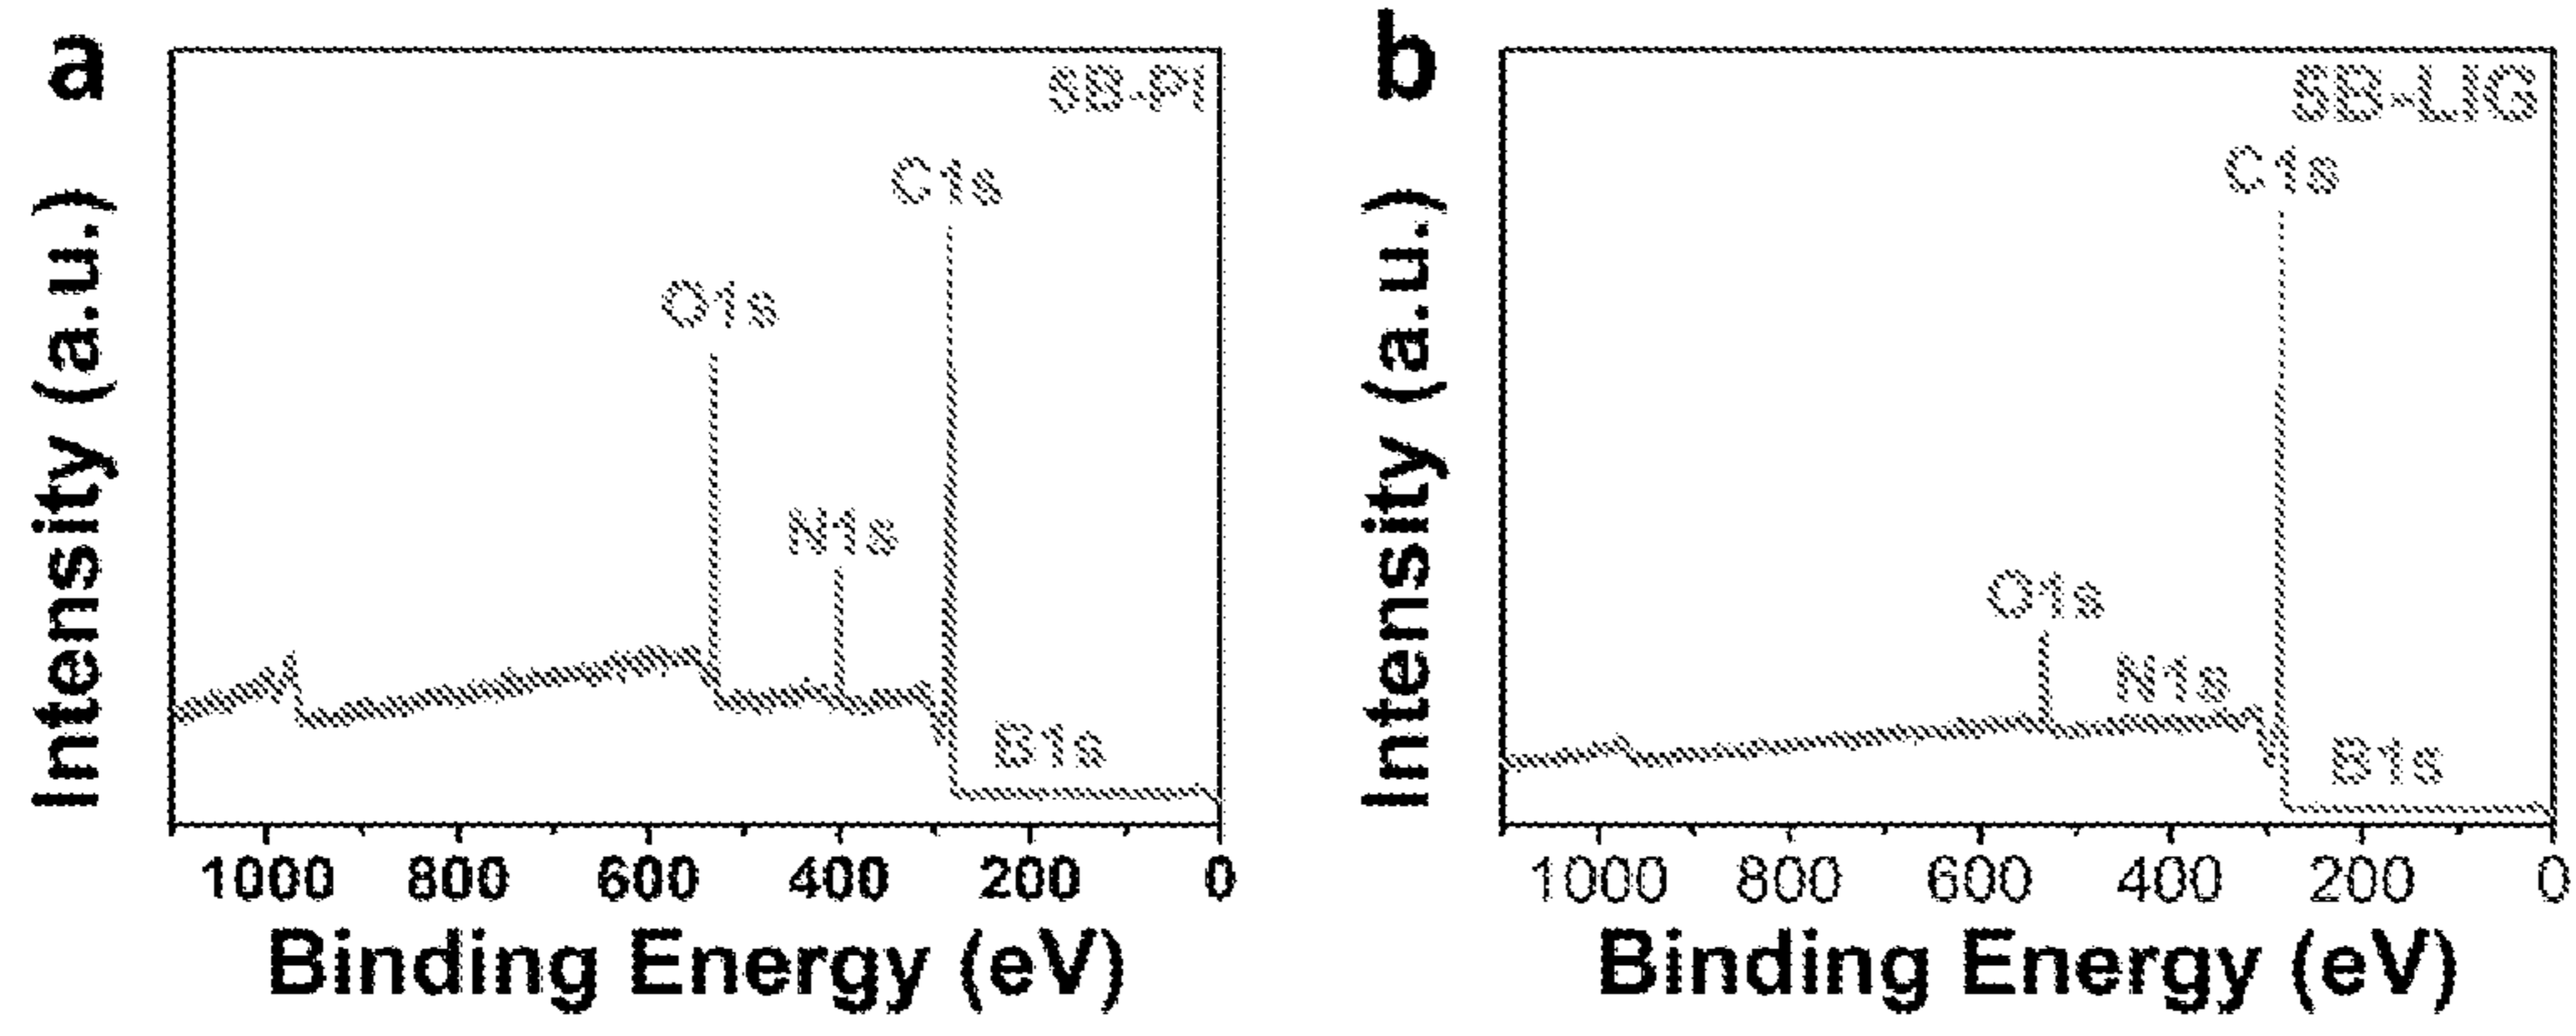 a
SB-PI
C1s
O1s
N1s
B1s
Intensity (a.u.)
1000 800 600 400 200 0
Binding Energy (eV)
b
SB-LIG
C1s
O1s
N1s
B1s
Intensity (a.u.)
1000 800 600 400 200 0
Binding Energy (eV)